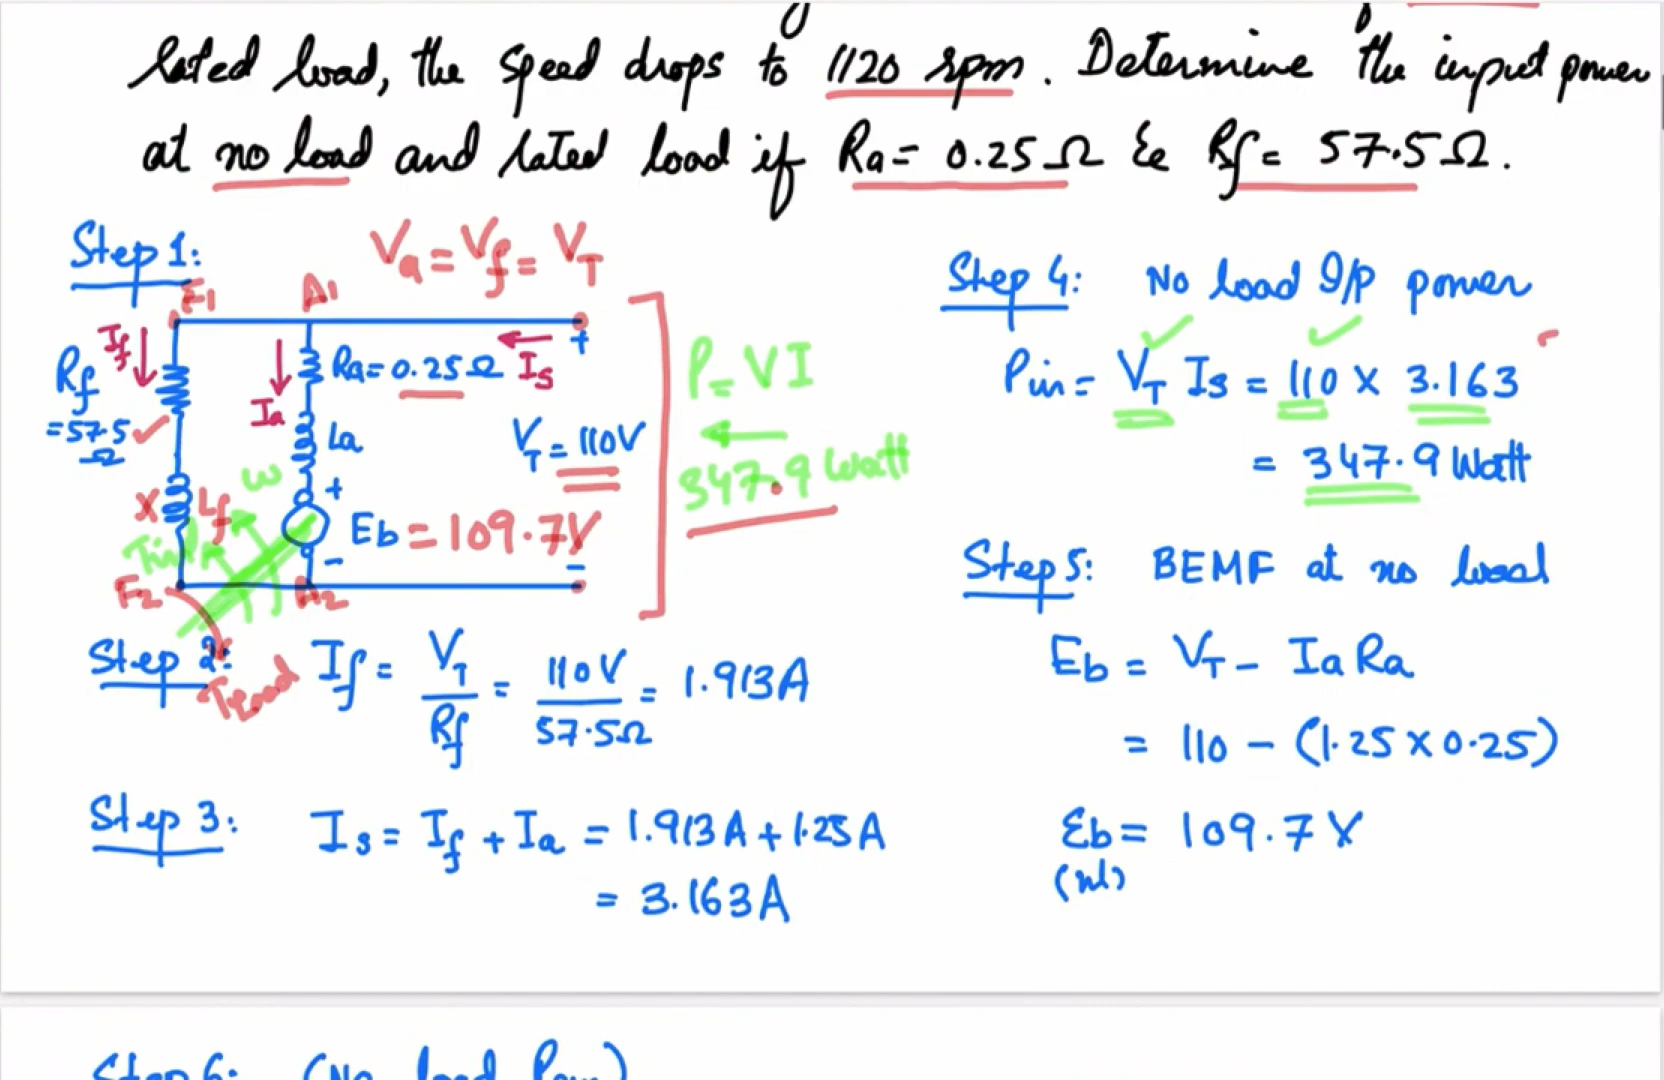 rated load, the speed drops to 1120 rpm. Determine the input power
at no load and rated load if Ra= 0.25Ω & Rf= 57.5Ω.
Step 1:
Va = Vf = VT
F1
A1
If
Rf
=57.5
Ω
Ra=0.25Ω
Is
+
Ia
La
VT = 110V
P=VI
347.9 Watt
ω
X Lf
+
Eb = 109.7V
-
-
F2
A2
Step 2: If = VT/Rf = 110V/57.5Ω = 1.913A
Tload
Step 3: Is = If + Ia = 1.913A + 1.25A
= 3.163A
Step 4: No load I/p power
Pin = VT Is = 110 x 3.163
= 347.9 Watt
Step 5: BEMF at no load
Eb = VT - Ia Ra
= 110 - (1.25 x 0.25)
Eb = 109.7 V
(nl)